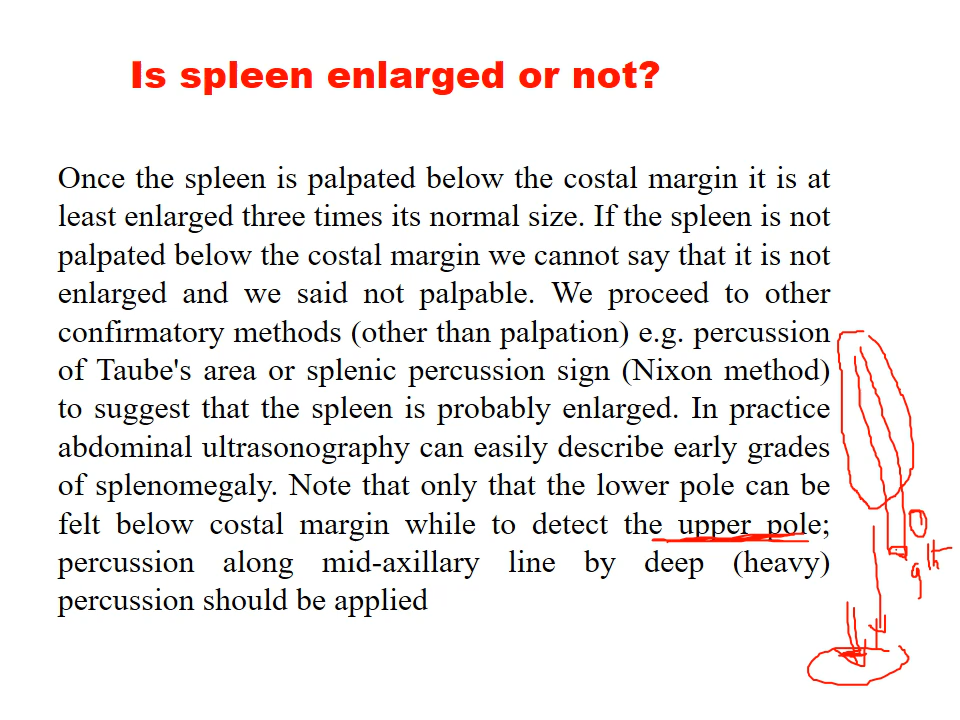 Is spleen enlarged or not?
Once the spleen is palpated below the costal margin it is at
least enlarged three times its normal size. If the spleen is not
palpated below the costal margin we cannot say that it is not
enlarged and we said not palpable. We proceed to other
confirmatory methods (other than palpation) e.g. percussion
of Taube's area or splenic percussion sign (Nixon method)
to suggest that the spleen is probably enlarged. In practice
abdominal ultrasonography can easily describe early grades
of splenomegaly. Note that only that the lower pole can be
felt below costal margin while to detect the upper pole;
percussion along mid-axillary line by deep (heavy)
percussion should be applied
9th